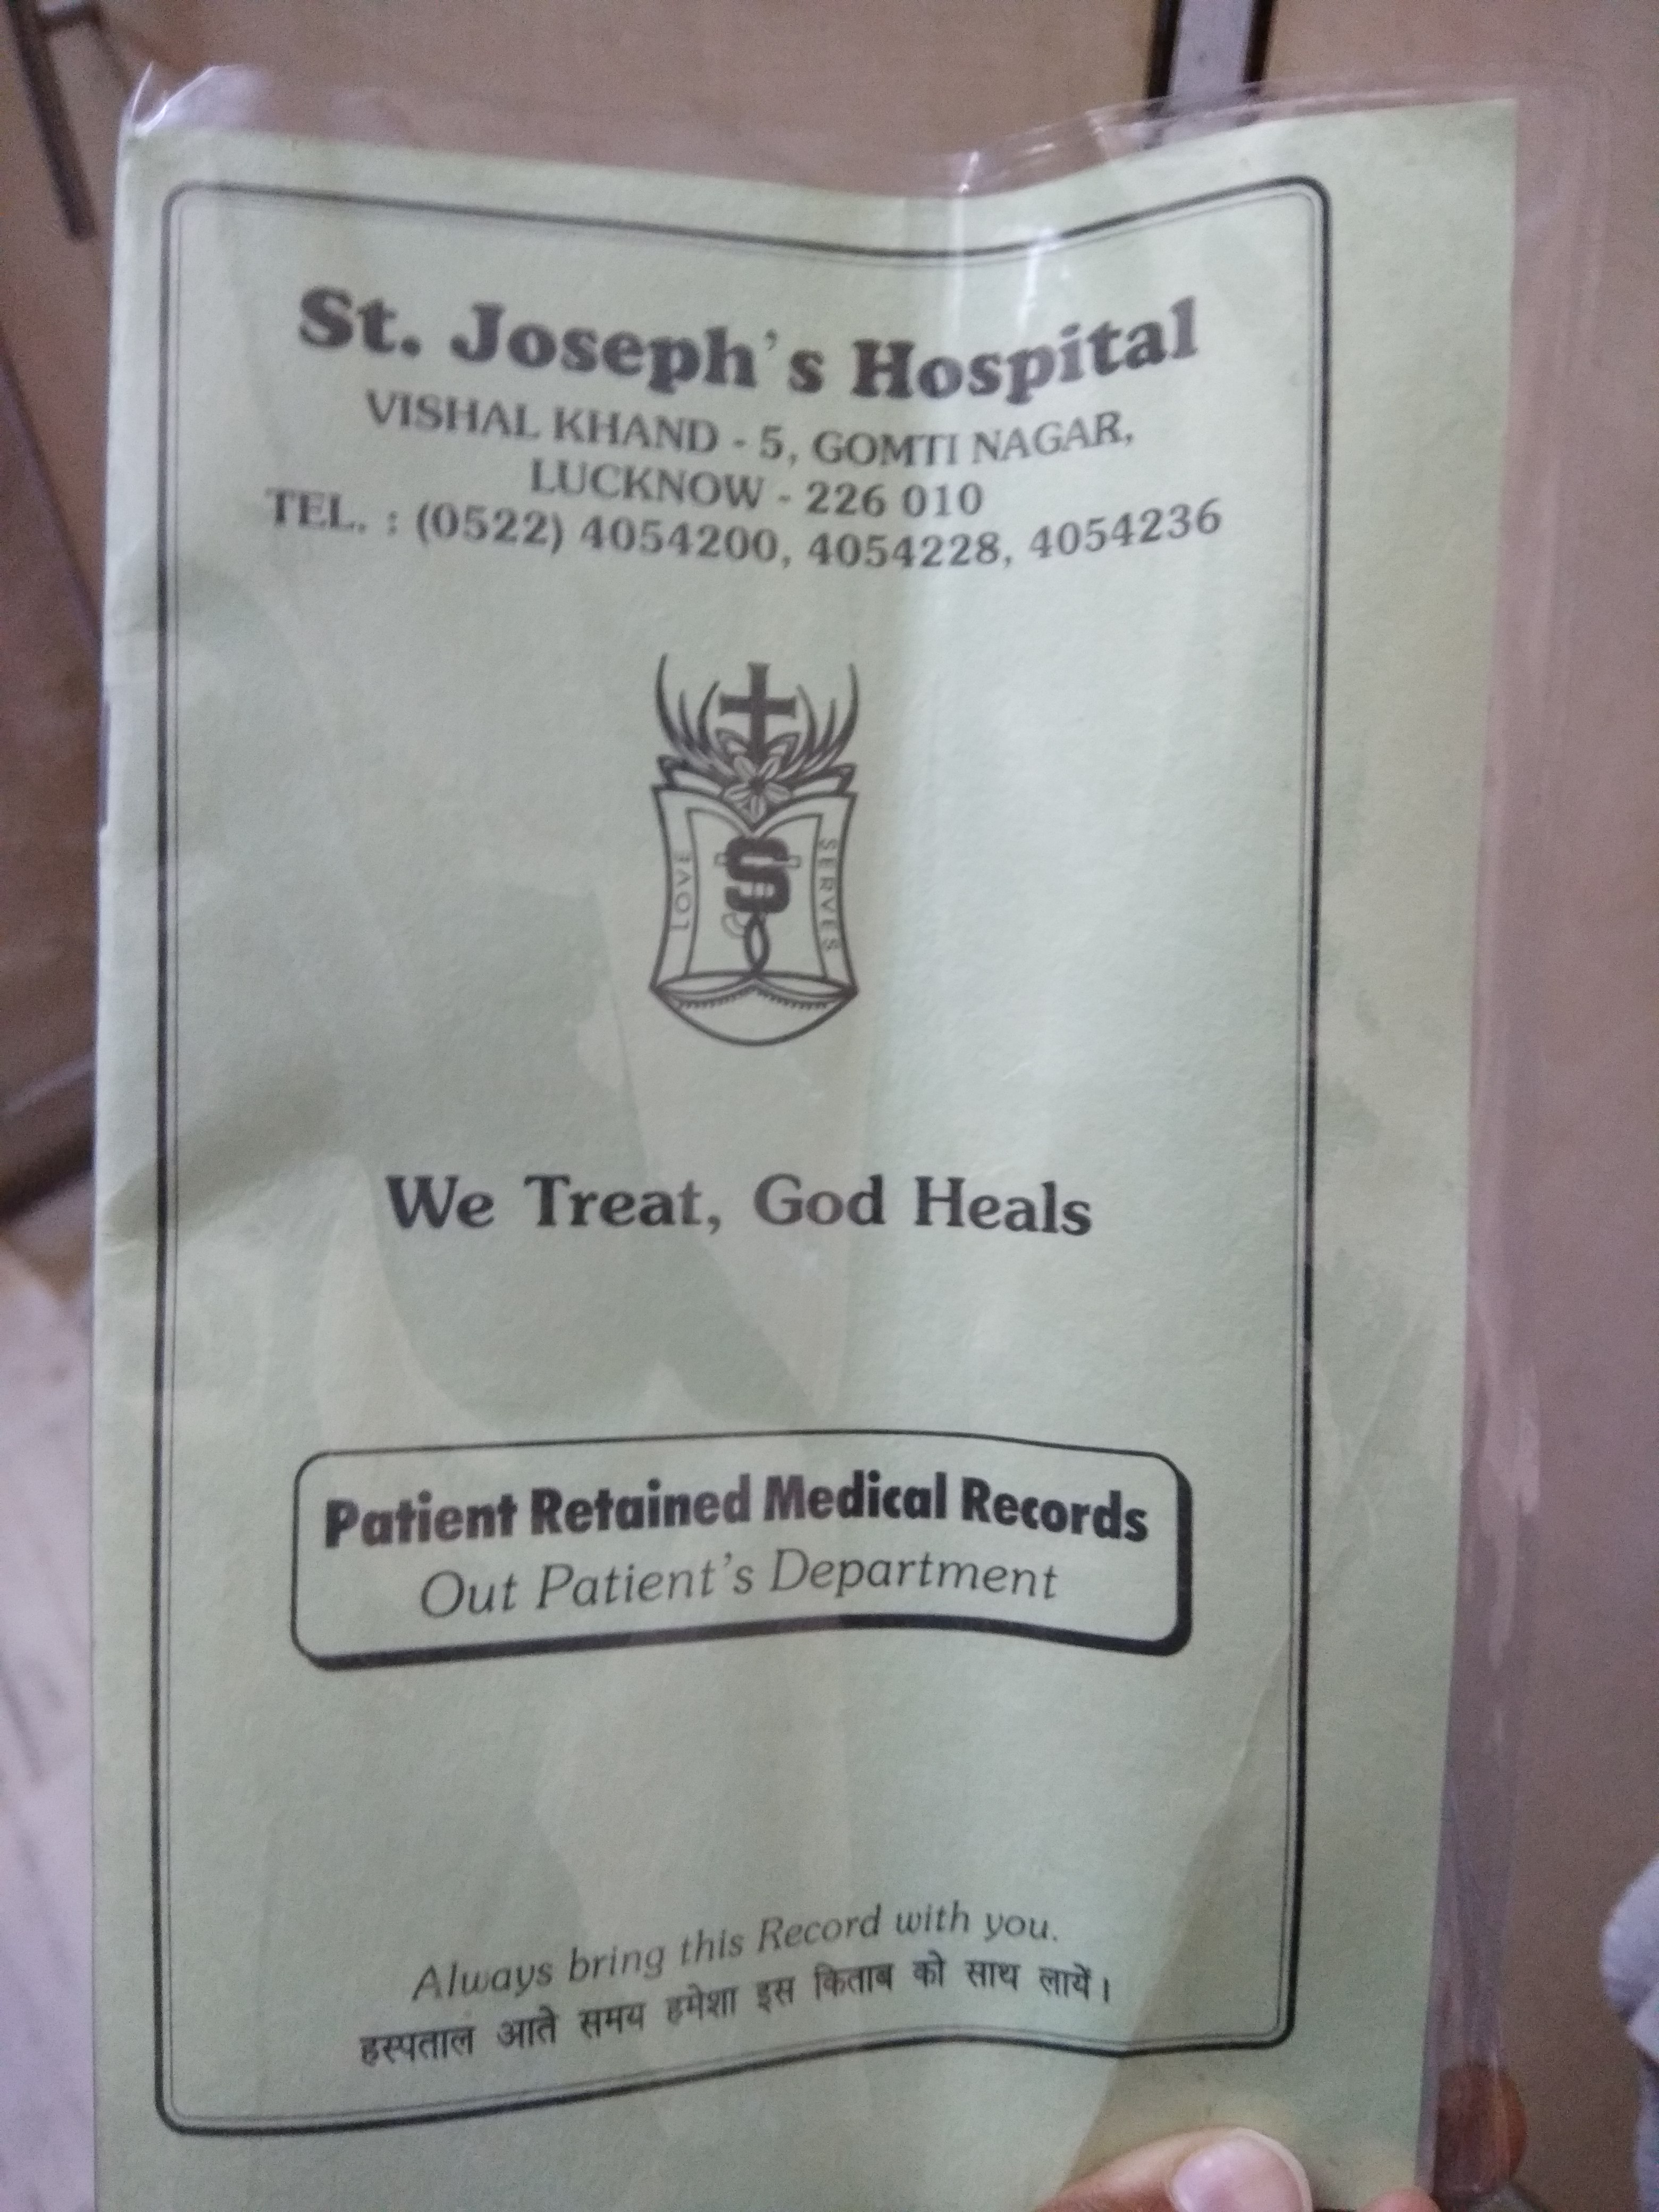 St. Joseph's Hospital
VISHAL KHAND - 5, GOMTI NAGAR,
LUCKNOW - 226 010
TEL. : (0522) 4054200, 4054228, 4054236
LOVE
SERVES
S
We Treat, God Heals
Patient Retained Medical Records
Out Patient's Department
Always bring this Record with you.
हस्पताल आते समय हमेशा इस किताब को साथ लायें।